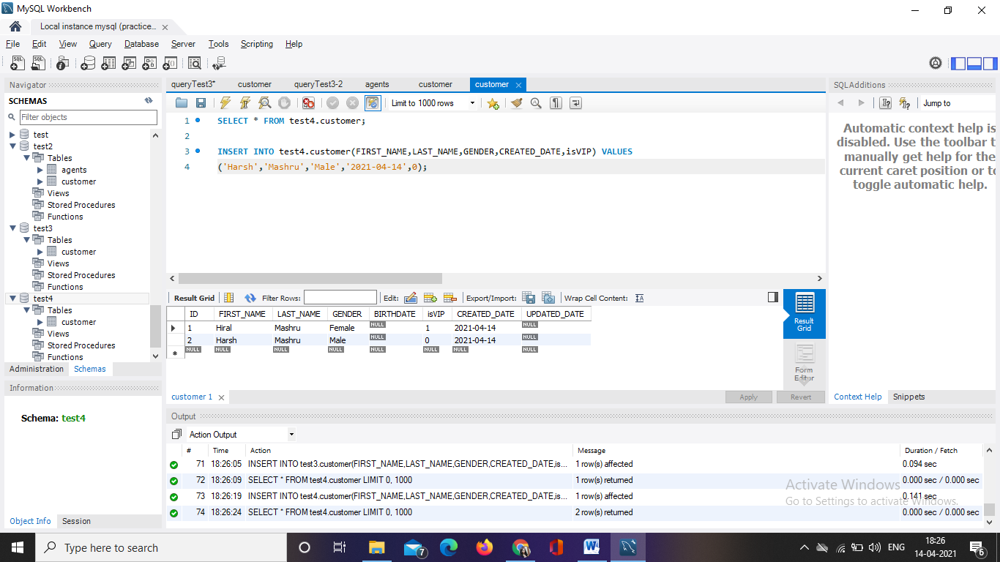 MySQL Workbench
Local instance mysql (practice...
File Edit View Query Database Server Tools Scripting Help
Navigator
SCHEMAS
Filter objects
test
test2
Tables
agents
customer
Views
Stored Procedures
Functions
test3
Tables
customer
Views
Stored Procedures
Functions
test4
Tables
customer
Views
Stored Procedures
Functions
Administration Schemas
Information
Schema: test4
Object Info Session
queryTest3* customer queryTest3-2 agents customer customer
Limit to 1000 rows
1 SELECT * FROM test4.customer;
2
3 INSERT INTO test4.customer(FIRST_NAME,LAST_NAME,GENDER,CREATED_DATE,isVIP) VALUES
4 ('Harsh','Mashru','Male','2021-04-14',0);
Result Grid Filter Rows: Edit: Export/Import: Wrap Cell Content: IA
ID FIRST_NAME LAST_NAME GENDER BIRTHDATE isVIP CREATED_DATE UPDATED_DATE
1 Hiral Mashru Female NULL 1 2021-04-14 NULL
2 Harsh Mashru Male NULL 0 2021-04-14 NULL
NULL NULL NULL NULL NULL NULL NULL NULL
Result
Grid
Form
Editor
customer 1 Apply Revert
SQLAdditions
Jump to
Automatic context help is
disabled. Use the toolbar t
manually get help for the
current caret position or to
toggle automatic help.
Context Help Snippets
Output
Action Output
# Time Action Message Duration / Fetch
71 18:26:05 INSERT INTO test3.customer(FIRST_NAME,LAST_NAME,GENDER,CREATED_DATE,is... 1 row(s) affected 0.094 sec
72 18:26:09 SELECT * FROM test4.customer LIMIT 0, 1000 1 row(s) returned 0.000 sec / 0.000 sec
73 18:26:19 INSERT INTO test4.customer(FIRST_NAME,LAST_NAME,GENDER,CREATED_DATE,is... 1 row(s) affected 0.141 sec
74 18:26:24 SELECT * FROM test4.customer LIMIT 0, 1000 2 row(s) returned 0.000 sec / 0.000 sec
Activate Windows
Go to Settings to activate Windows.
Type here to search
7
ENG
18:26
14-04-2021
6